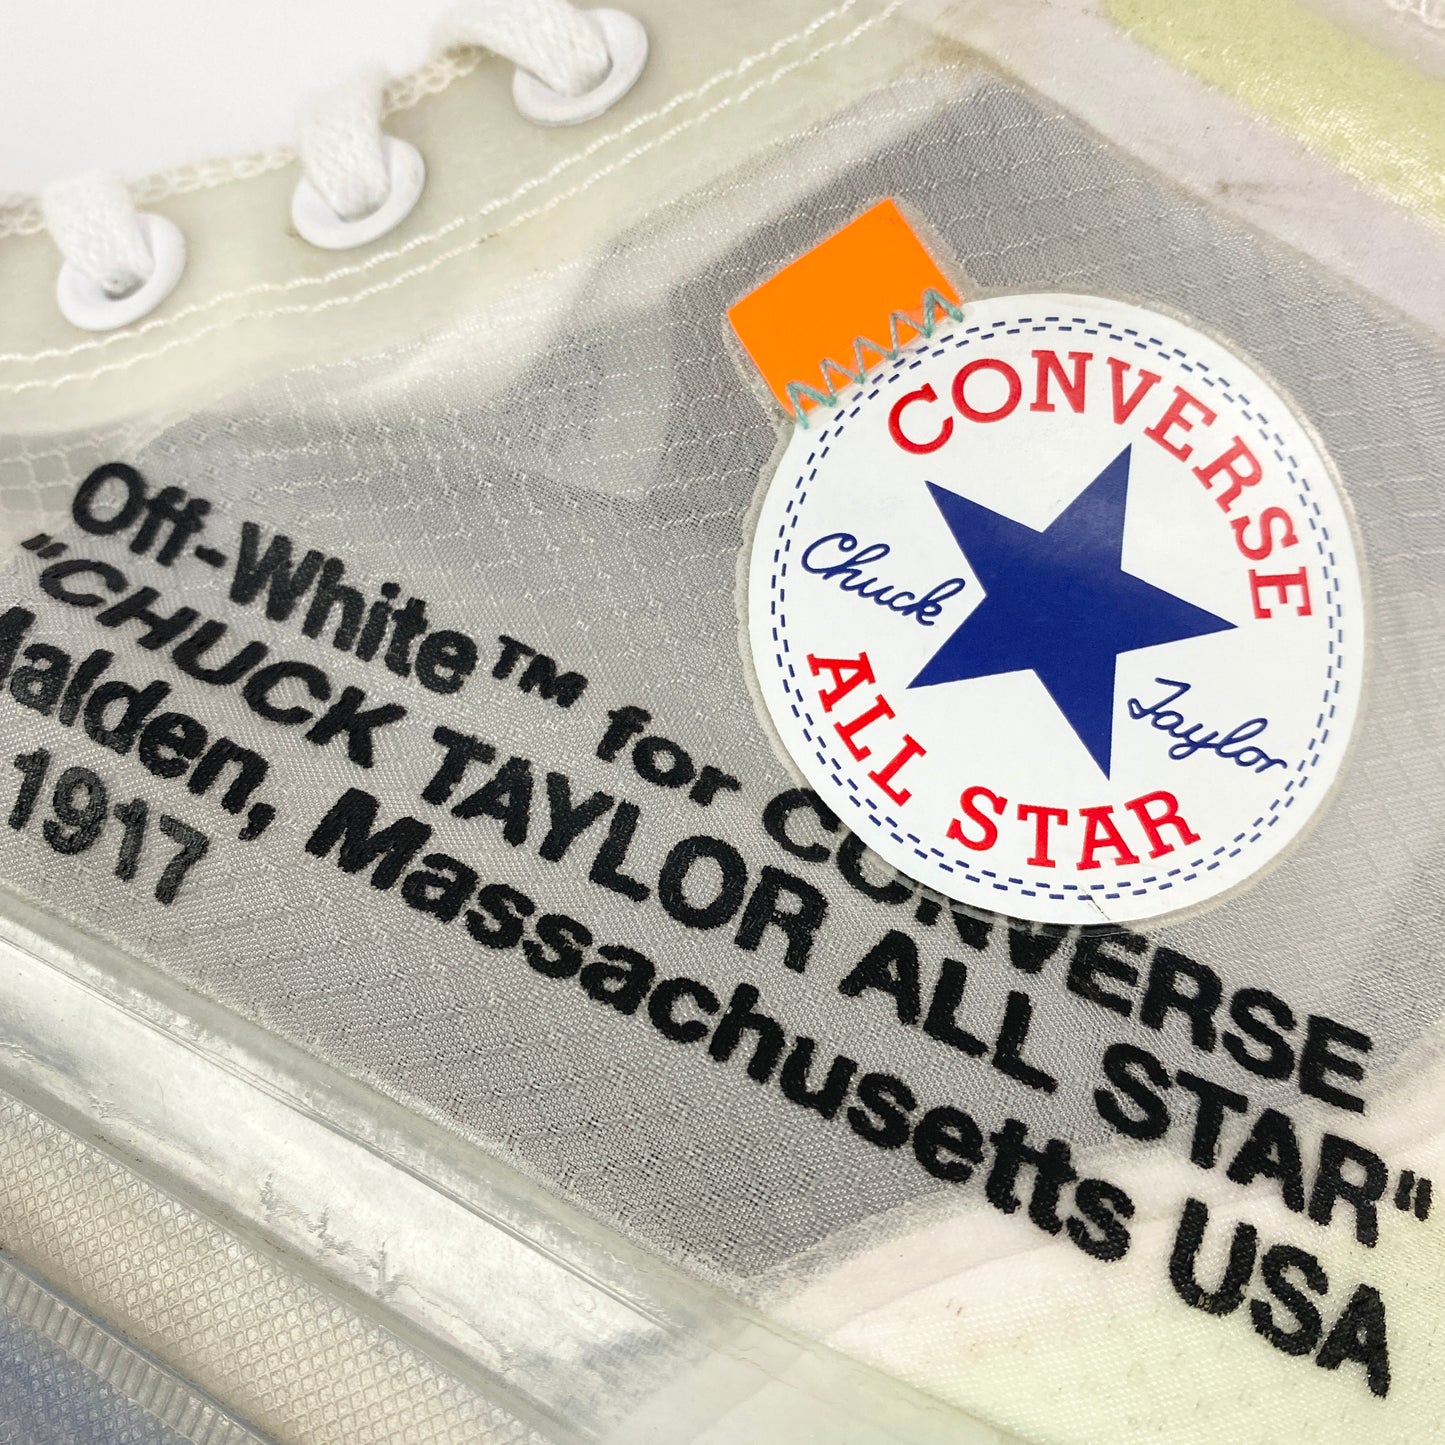 CONVERSE
Chuck Taylor
ALL STAR
Off-White™ for CONVERSE
"CHUCK TAYLOR ALL STAR"
Malden, Massachusetts USA
1917